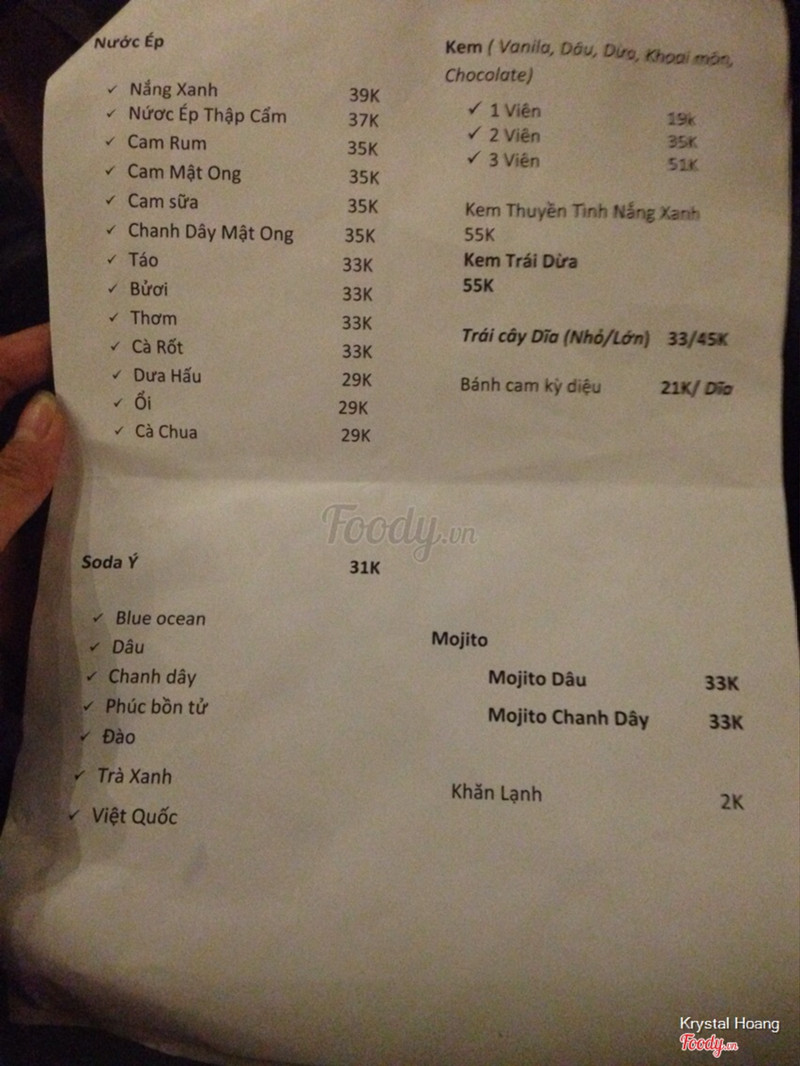 Nước Ép
Nắng Xanh 39K
Nứơc Ép Thập Cẩm 37K
Cam Rum 35K
Cam Mật Ong 35K
Cam sữa 35K
Chanh Dây Mật Ong 35K
Táo 33K
Bửơi 33K
Thơm 33K
Cà Rốt 33K
Dưa Hấu 29K
Ổi 29K
Cà Chua 29K
Kem ( Vanila, Dâu, Dừa, Khoai môn,
Chocolate)
1 Viên 19k
2 Viên 35K
3 Viên 51K
Kem Thuyền Tình Nắng Xanh
55K
Kem Trái Dừa
55K
Trái cây Dĩa (Nhỏ/Lớn) 33/45K
Bánh cam kỳ diệu 21K/ Dĩa
Foody.vn
Soda Ý 31K
Blue ocean
Dâu
Chanh dây
Phúc bồn tử
Đào
Trà Xanh
Việt Quốc
Mojito
Mojito Dâu 33K
Mojito Chanh Dây 33K
Khăn Lạnh 2K
Krystal Hoang
Foody.vn